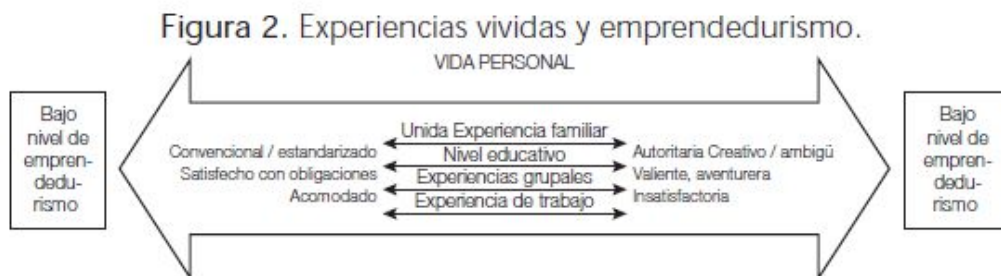 Figura 2. Experiencias vividas y emprendedurismo.
VIDA PERSONAL
Bajo
nivel de
empren-
dedu-
rismo
Unida Experiencia familiar
Convencional / estandarizado
Nivel educativo
Autoritaria Creativo / ambigü
Satisfecho con obligaciones
Experiencias grupales
Valiente, aventurera
Acomodado
Experiencia de trabajo
Insatisfactoria
Bajo
nivel de
empren-
dedu-
rismo